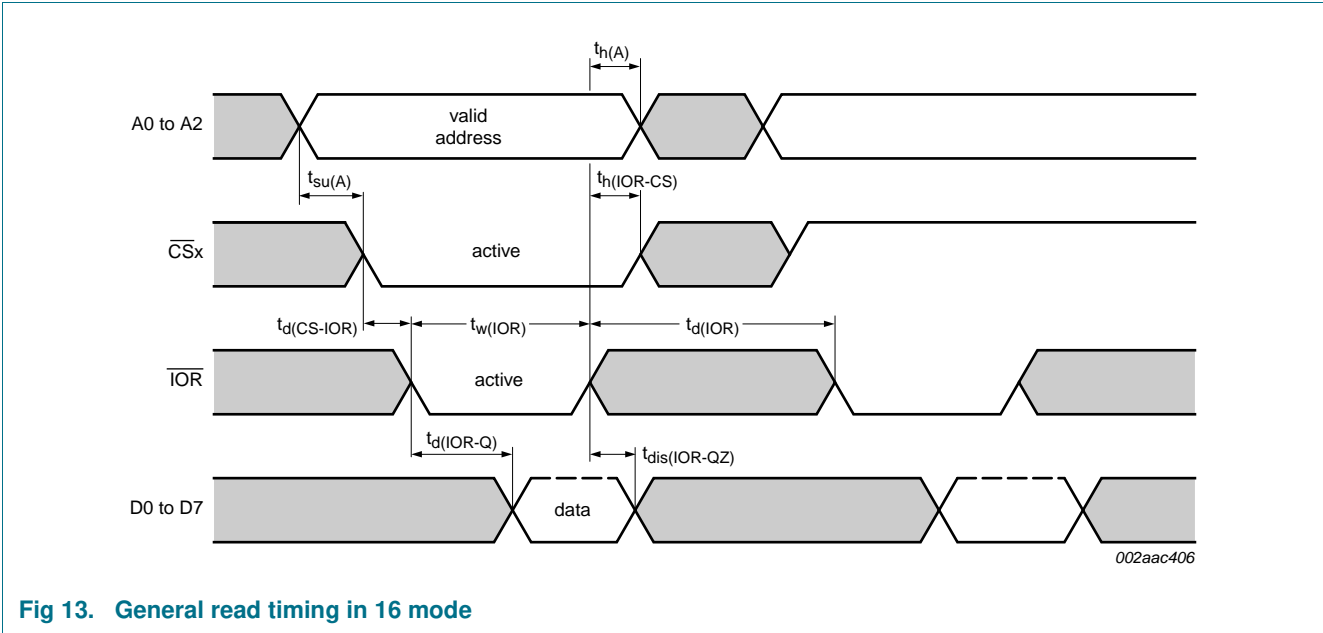 th(A)
A0 to A2
valid
address
tsu(A)
th(IOR-CS)
CSx
active
td(CS-IOR)
tw(IOR)
td(IOR)
IOR
active
td(IOR-Q)
tdis(IOR-QZ)
D0 to D7
data
002aac406
Fig 13. General read timing in 16 mode